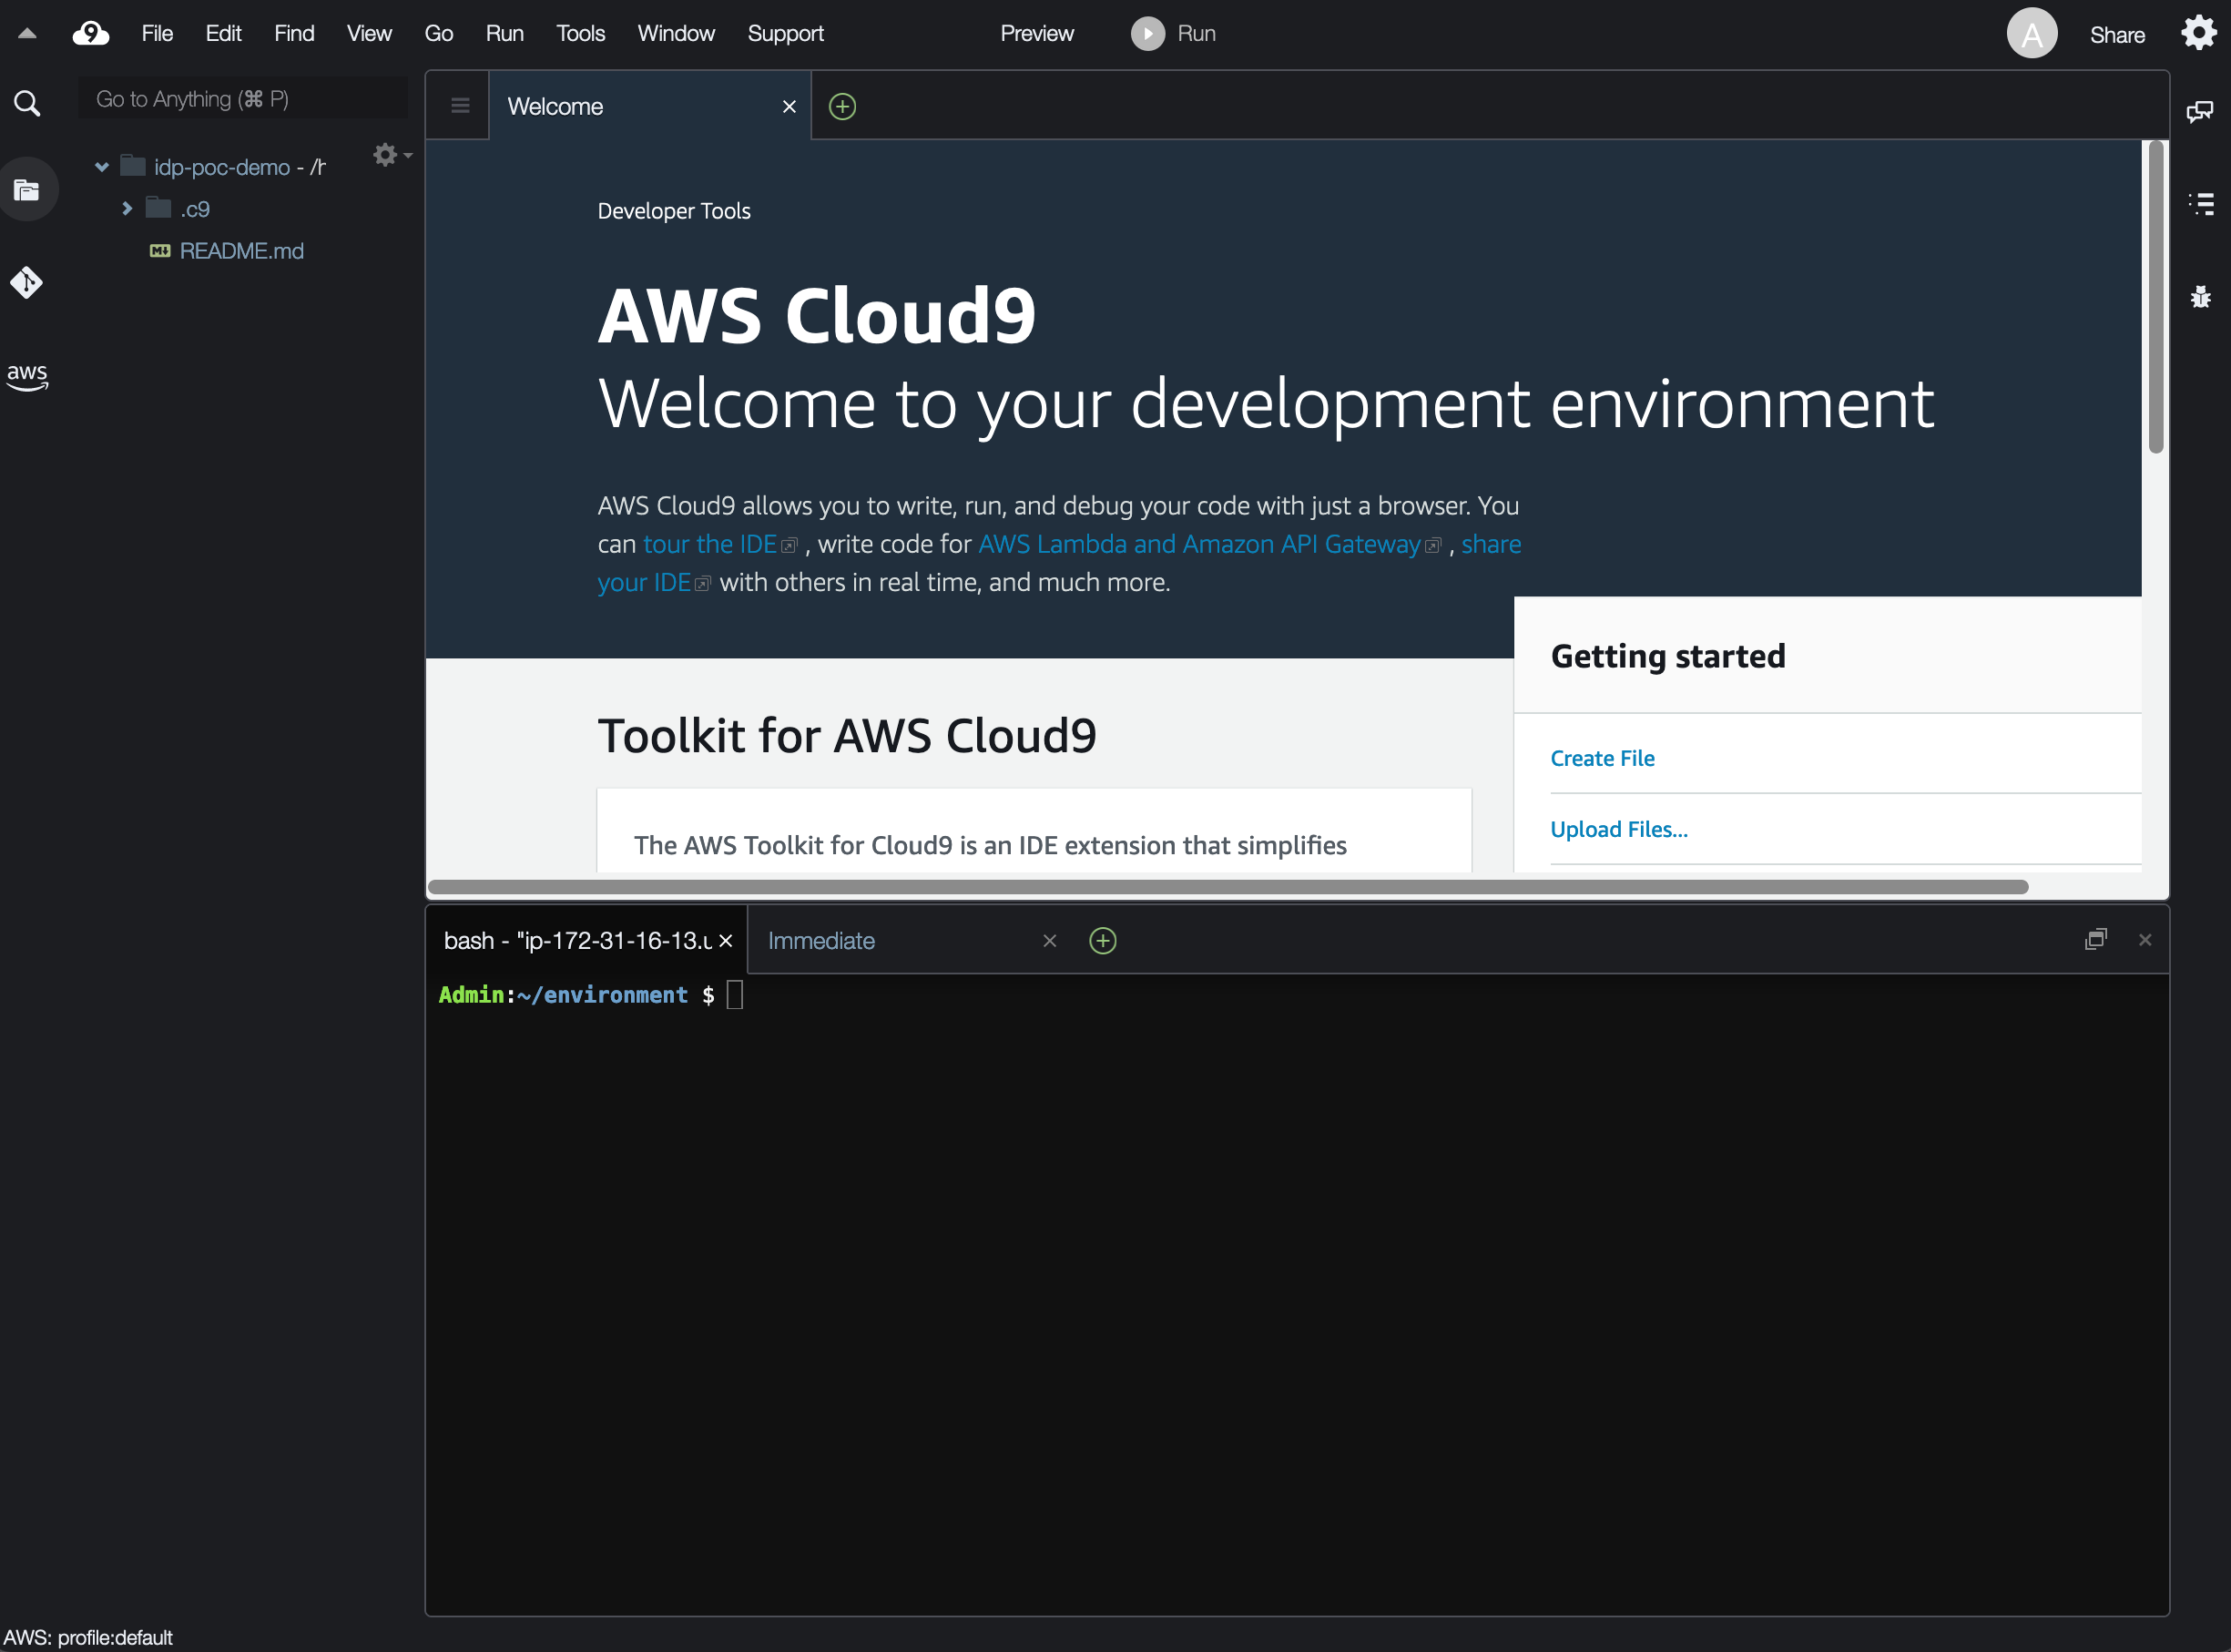 9 File Edit Find View Go Run Tools Window Support Preview Run A Share
Go to Anything (⌘ P)
idp-poc-demo - /h
.c9
README.md
aws
Welcome
Developer Tools
AWS Cloud9
Welcome to your development environment
AWS Cloud9 allows you to write, run, and debug your code with just a browser. You
can tour the IDE , write code for AWS Lambda and Amazon API Gateway , share
your IDE with others in real time, and much more.
Getting started
Create File
Upload Files...
Toolkit for AWS Cloud9
The AWS Toolkit for Cloud9 is an IDE extension that simplifies
bash - "ip-172-31-16-13.u Immediate
Admin:~/environment $
AWS: profile:default